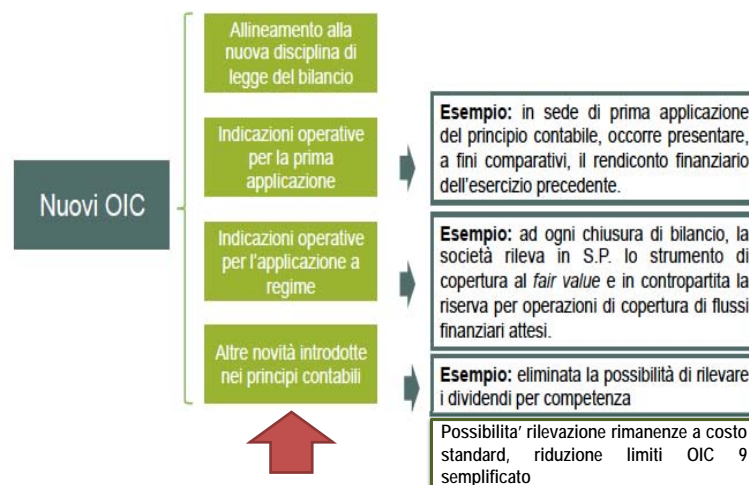 Nuovi OIC
Allineamento alla
nuova disciplina di
legge del bilancio
Indicazioni operative
per la prima
applicazione
Esempio: in sede di prima applicazione
del principio contabile, occorre presentare,
a fini comparativi, il rendiconto finanziario
dell'esercizio precedente.
Indicazioni operative
per l'applicazione a
regime
Esempio: ad ogni chiusura di bilancio, la
società rileva in S.P. lo strumento di
copertura al fair value e in contropartita la
riserva per operazioni di copertura di flussi
finanziari attesi.
Altre novità introdotte
nei principi contabili
Esempio: eliminata la possibilità di rilevare
i dividendi per competenza
Possibilita' rilevazione rimanenze a costo
standard, riduzione limiti OIC 9
semplificato